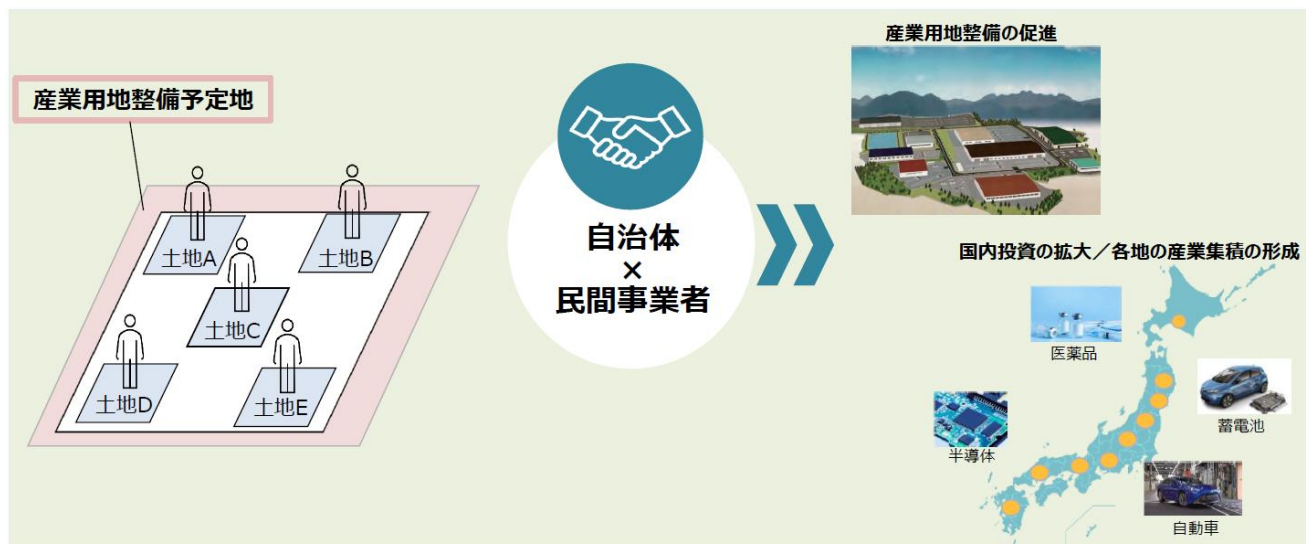 産業用地整備予定地
土地A
土地B
土地C
土地D
土地E
自治体
×
民間事業者
産業用地整備の促進
国内投資の拡大／各地の産業集積の形成
医薬品
蓄電池
半導体
自動車